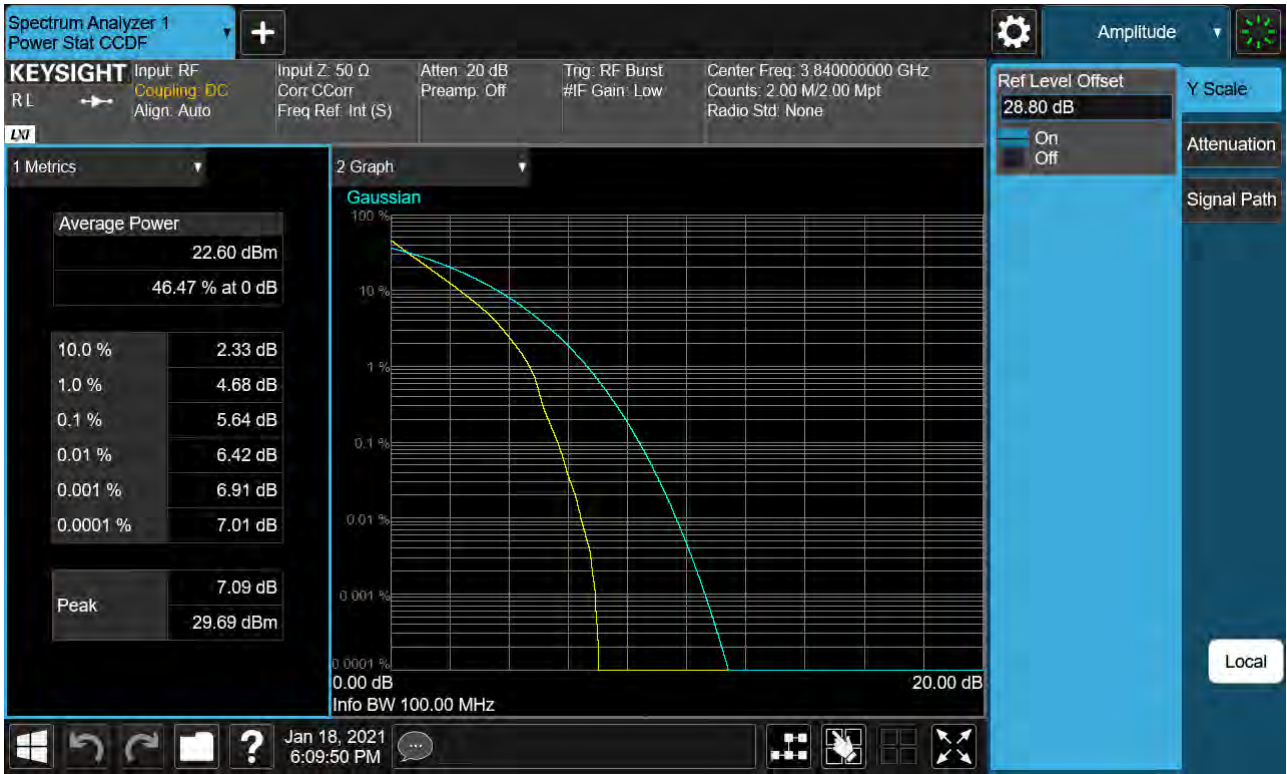 Spectrum Analyzer 1
Power Stat CCDF
+
Amplitude
KEYSIGHT
RL
LXI
Input: RF
Coupling: DC
Align: Auto
Input Z: 50 Ω
Corr CCorr
Freq Ref: Int (S)
Atten: 20 dB
Preamp: Off
Trig: RF Burst
#IF Gain: Low
Center Freq: 3.840000000 GHz
Counts: 2.00 M/2.00 Mpt
Radio Std: None
Ref Level Offset
28.80 dB
On
Off
Y Scale
Attenuation
Signal Path
Local
1 Metrics
Average Power
22.60 dBm
46.47 % at 0 dB
10.0 % 2.33 dB
1.0 % 4.68 dB
0.1 % 5.64 dB
0.01 % 6.42 dB
0.001 % 6.91 dB
0.0001 % 7.01 dB
Peak
7.09 dB
29.69 dBm
2 Graph
Gaussian
100 %
10 %
1 %
0.1 %
0.01 %
0.001 %
0.0001 %
0.00 dB 20.00 dB
Info BW 100.00 MHz
?
Jan 18, 2021
6:09:50 PM